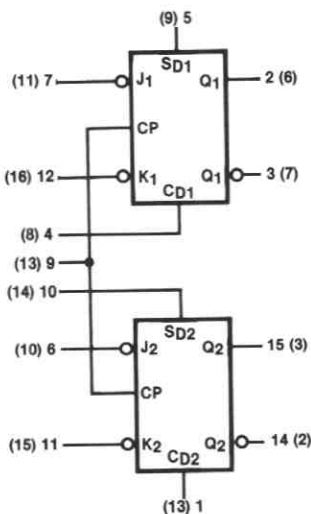 (9) 5
SD1
(11) 7 J1 Q1 2 (6)
CP
(16) 12 K1 Q1 3 (7)
CD1
(8) 4
(13) 9
(14) 10
SD2
(10) 6 J2 Q2 15 (3)
CP
(15) 11 K2 Q2 14 (2)
CD2
(13) 1